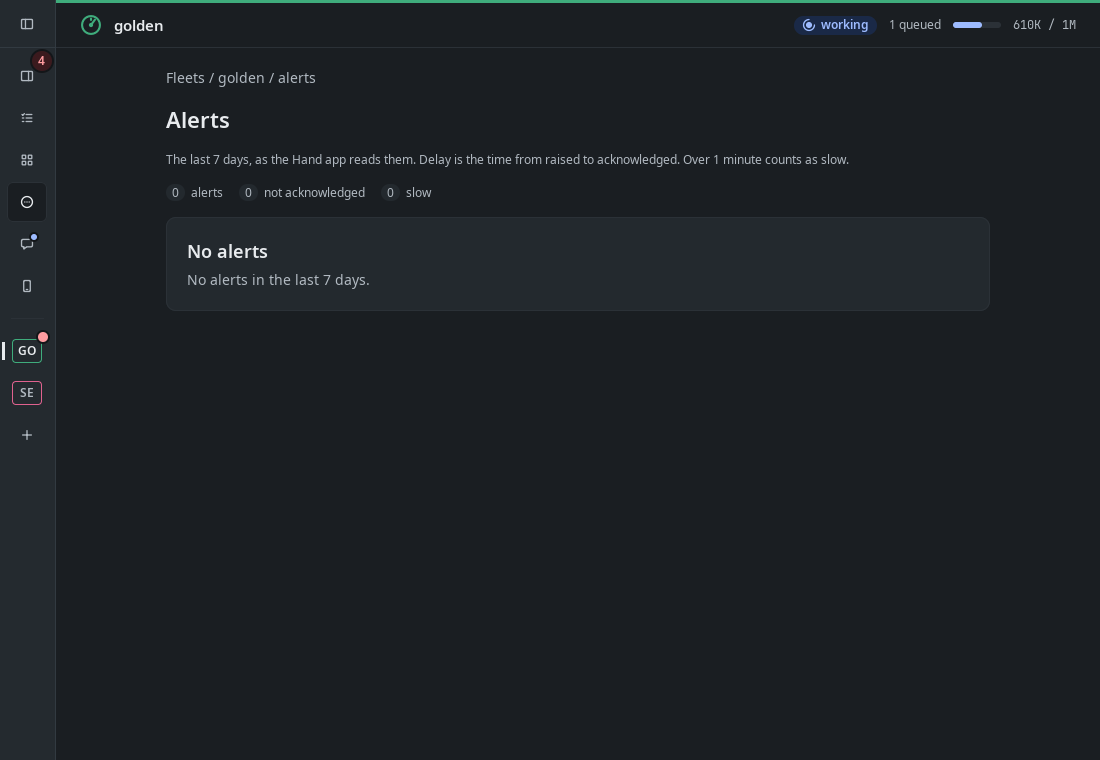 golden
working
1 queued
610K / 1M
4
Fleets / golden / alerts
Alerts
The last 7 days, as the Hand app reads them. Delay is the time from raised to acknowledged. Over 1 minute counts as slow.
0 alerts 0 not acknowledged 0 slow
No alerts
No alerts in the last 7 days.
GO
SE